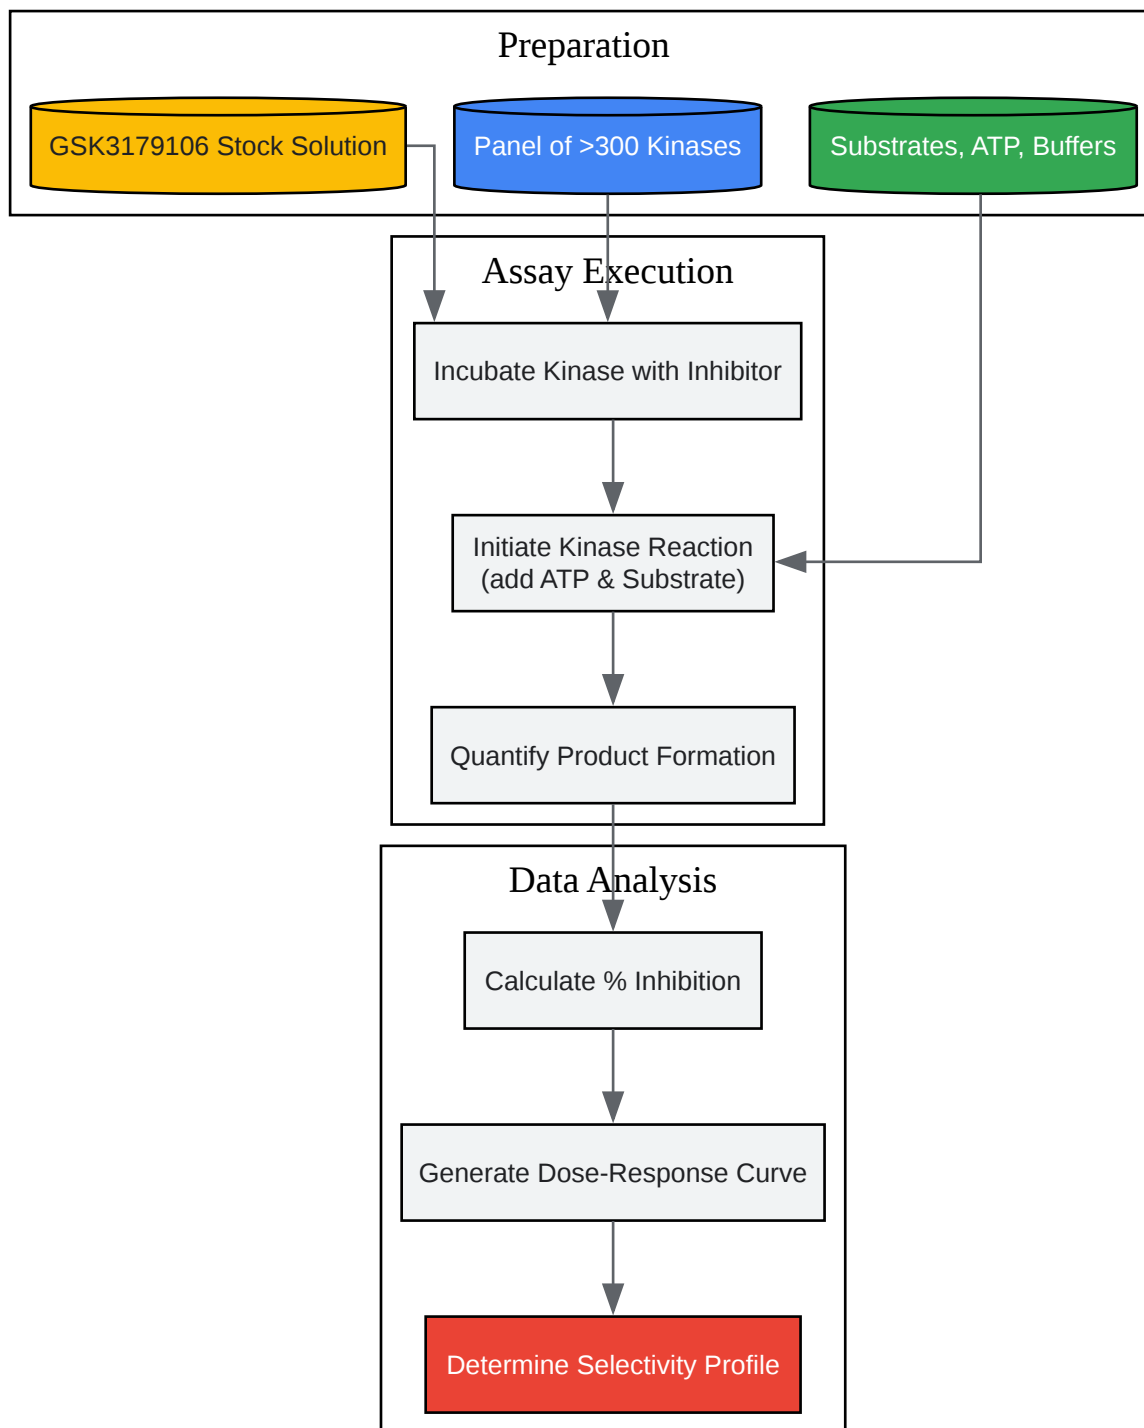 Preparation
GSK3179106 Stock Solution
Panel of >300 Kinases
Substrates, ATP, Buffers
Assay Execution
Incubate Kinase with Inhibitor
Initiate Kinase Reaction
(add ATP & Substrate)
Quantify Product Formation
Data Analysis
Calculate % Inhibition
Generate Dose-Response Curve
Determine Selectivity Profile